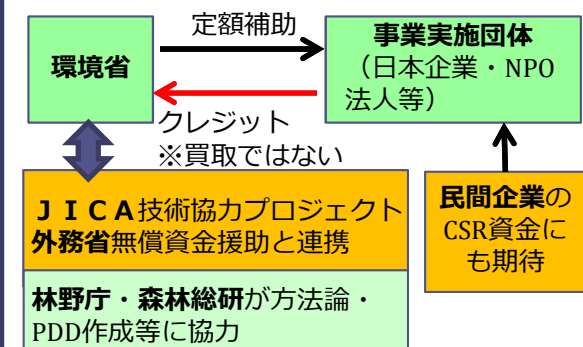 定額補助
環境省
事業実施団体
（日本企業・NPO
法人等）
クレジット
※買取ではない
ＪＩＣＡ技術協力プロジェクト
外務省無償資金援助と連携
民間企業の
CSR資金に
も期待
林野庁・森林総研が方法論・
PDD作成等に協力